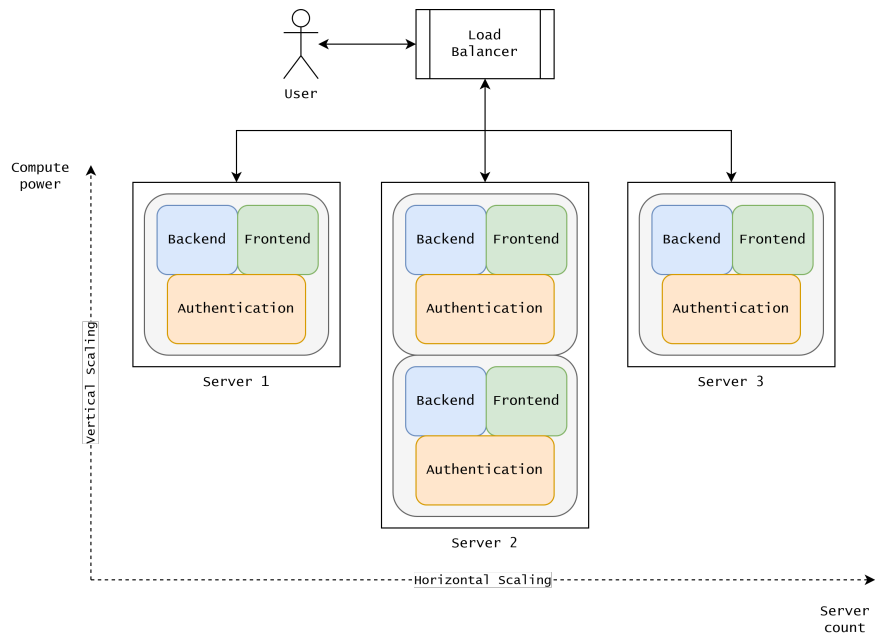 Load
Balancer
User
Compute
power
Backend
Frontend
Authentication
Server 1
Backend
Frontend
Authentication
Backend
Frontend
Authentication
Server 2
Backend
Frontend
Authentication
Server 3
Vertical Scaling
Horizontal Scaling
Server
count